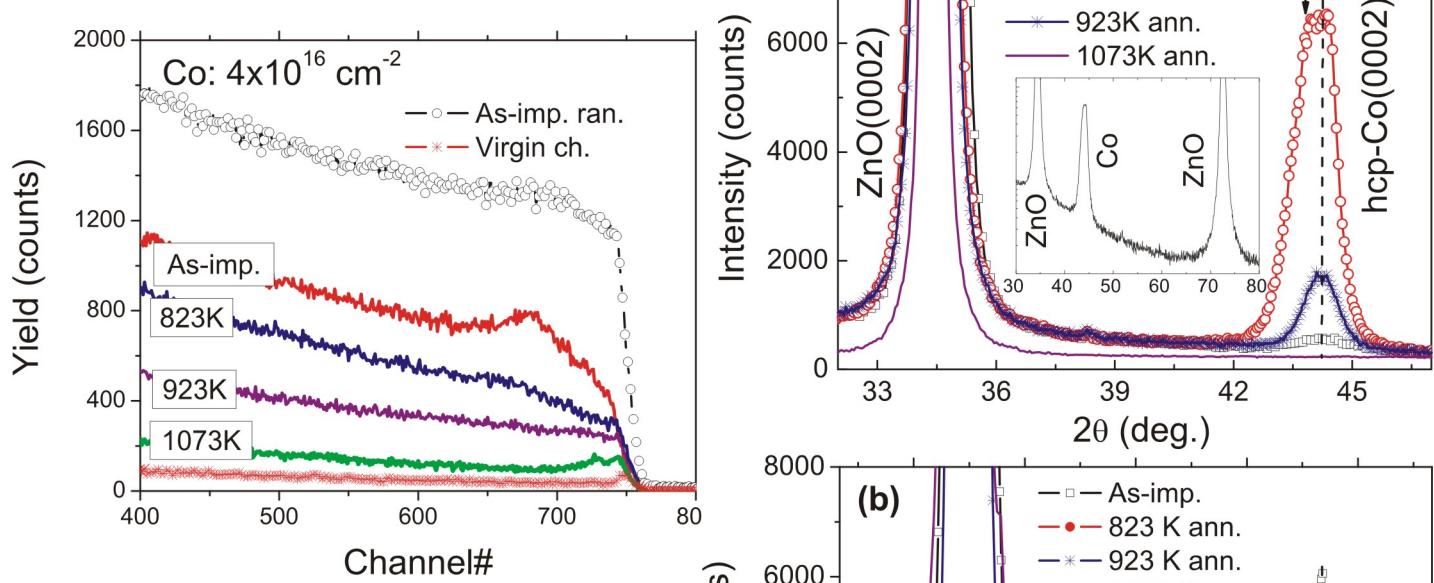 2000
1600
1200
800
400
0
Yield (counts)
Co: 4x10^16 cm^-2
As-imp. ran.
Virgin ch.
As-imp.
823K
923K
1073K
400
500
600
700
80
Channel#
6000
4000
2000
0
Intensity (counts)
ZnO(0002)
923K ann.
1073K ann.
hcp-Co(0002)
ZnO
Co
ZnO
30
40
50
60
70
80
33
36
39
42
45
2θ (deg.)
8000
6000
(b)
As-imp.
823 K ann.
923 K ann.